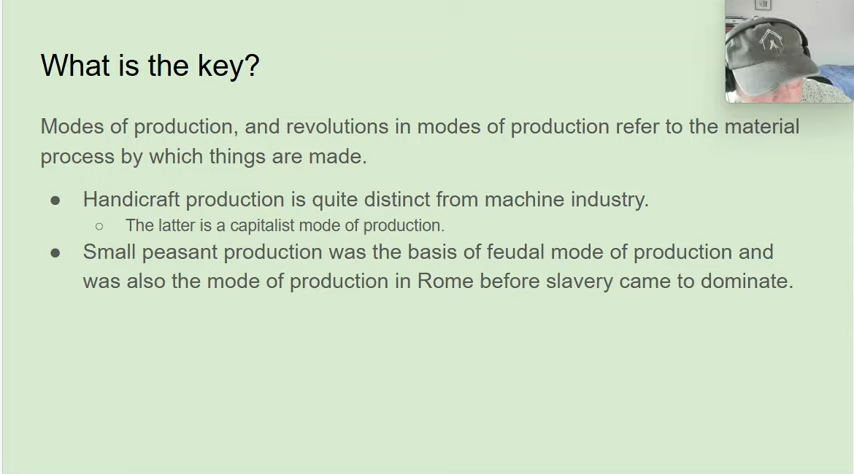 What is the key?
Modes of production, and revolutions in modes of production refer to the material
process by which things are made.
● Handicraft production is quite distinct from machine industry.
○ The latter is a capitalist mode of production.
● Small peasant production was the basis of feudal mode of production and
was also the mode of production in Rome before slavery came to dominate.